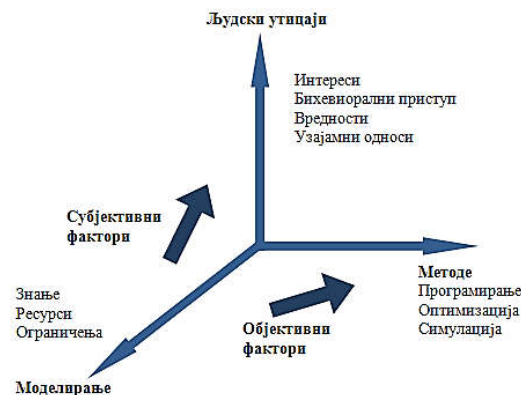 Људски утицаји
Интереси
Бихевиорални приступ
Вредности
Узајамни односи
Субјективни
фактори
Методе
Програмирање
Оптимизација
Симулација
Знање
Ресурси
Ограничења
Објективни
фактори
Моделирање